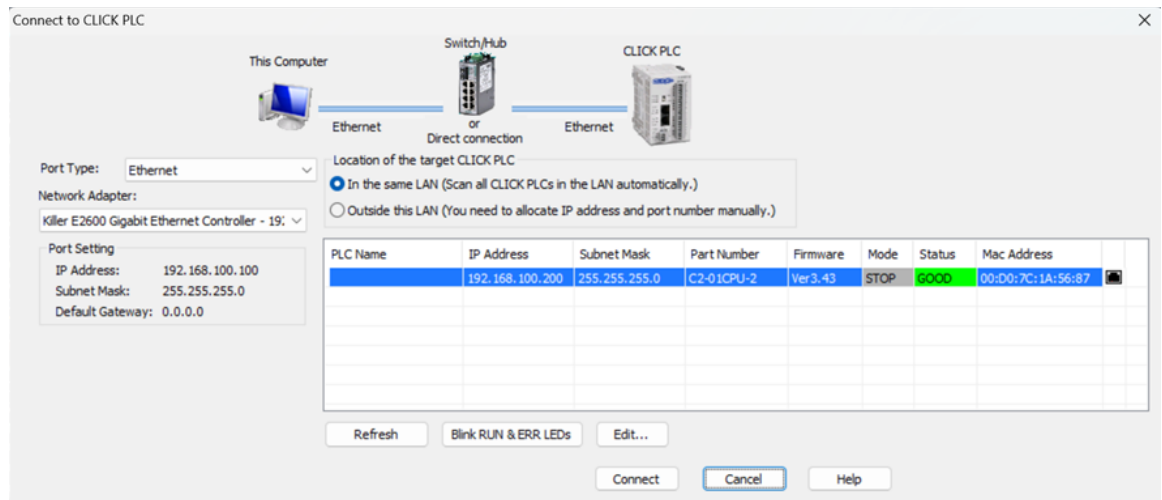 Connect to CLICK PLC
Switch/Hub
This Computer
CLICK PLC
Ethernet
or
Ethernet
Direct connection
Port Type: Ethernet
Location of the target CLICK PLC
In the same LAN (Scan all CLICK PLCs in the LAN automatically.)
Network Adapter:
Killer E2600 Gigabit Ethernet Controller - 192
Outside this LAN (You need to allocate IP address and port number manually.)
Port Setting
IP Address: 192.168.100.100
Subnet Mask: 255.255.255.0
Default Gateway: 0.0.0.0
PLC Name IP Address Subnet Mask Part Number Firmware Mode Status Mac Address
192.168.100.200 255.255.255.0 C2-01CPU-2 Ver3.43 STOP GOOD 00:D0:7C:1A:56:87
Refresh Blink RUN & ERR LEDs Edit...
Connect Cancel Help